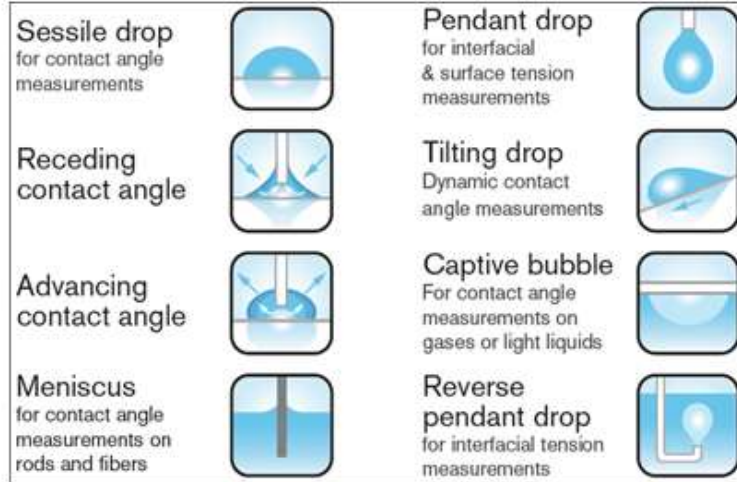 Sessile drop
for contact angle
measurements
Receding
contact angle
Advancing
contact angle
Meniscus
for contact angle
measurements on
rods and fibers
Pendant drop
for interfacial
& surface tension
measurements
Tilting drop
Dynamic contact
angle measurements
Captive bubble
For contact angle
measurements on
gases or light liquids
Reverse
pendant drop
for interfacial tension
measurements